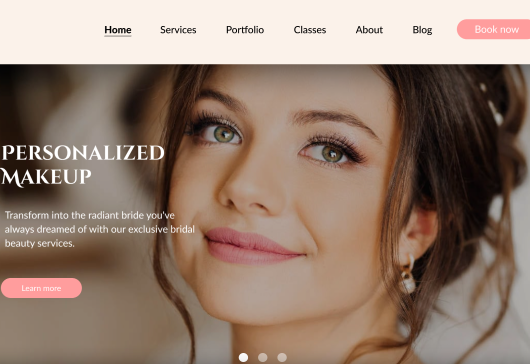 Home Services Portfolio Classes About Blog Book now
Personalized
Makeup
Transform into the radiant bride you've
always dreamed of with our exclusive bridal
beauty services.
Learn more